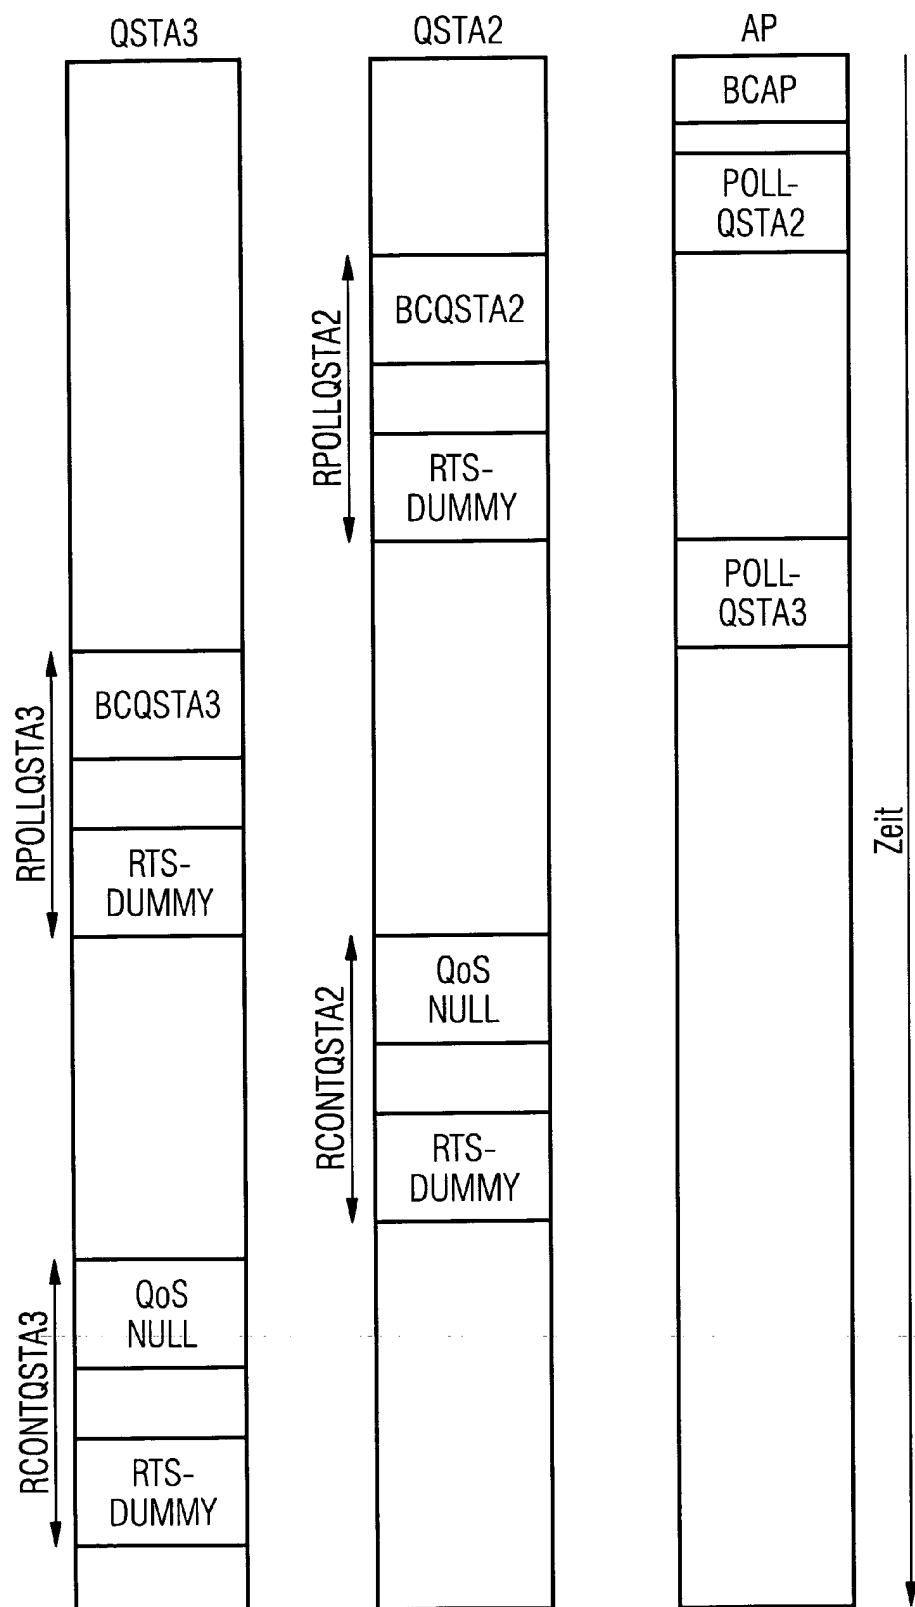 QSTA3
QSTA2
AP
BCAP
POLL-
QSTA2
RPOLLQSTA2
BCQSTA2
RTS-
DUMMY
POLL-
QSTA3
RPOLLQSTA3
BCQSTA3
RTS-
DUMMY
Zeit
RCONTQSTA2
QoS
NULL
RTS-
DUMMY
RCONTQSTA3
QoS
NULL
RTS-
DUMMY